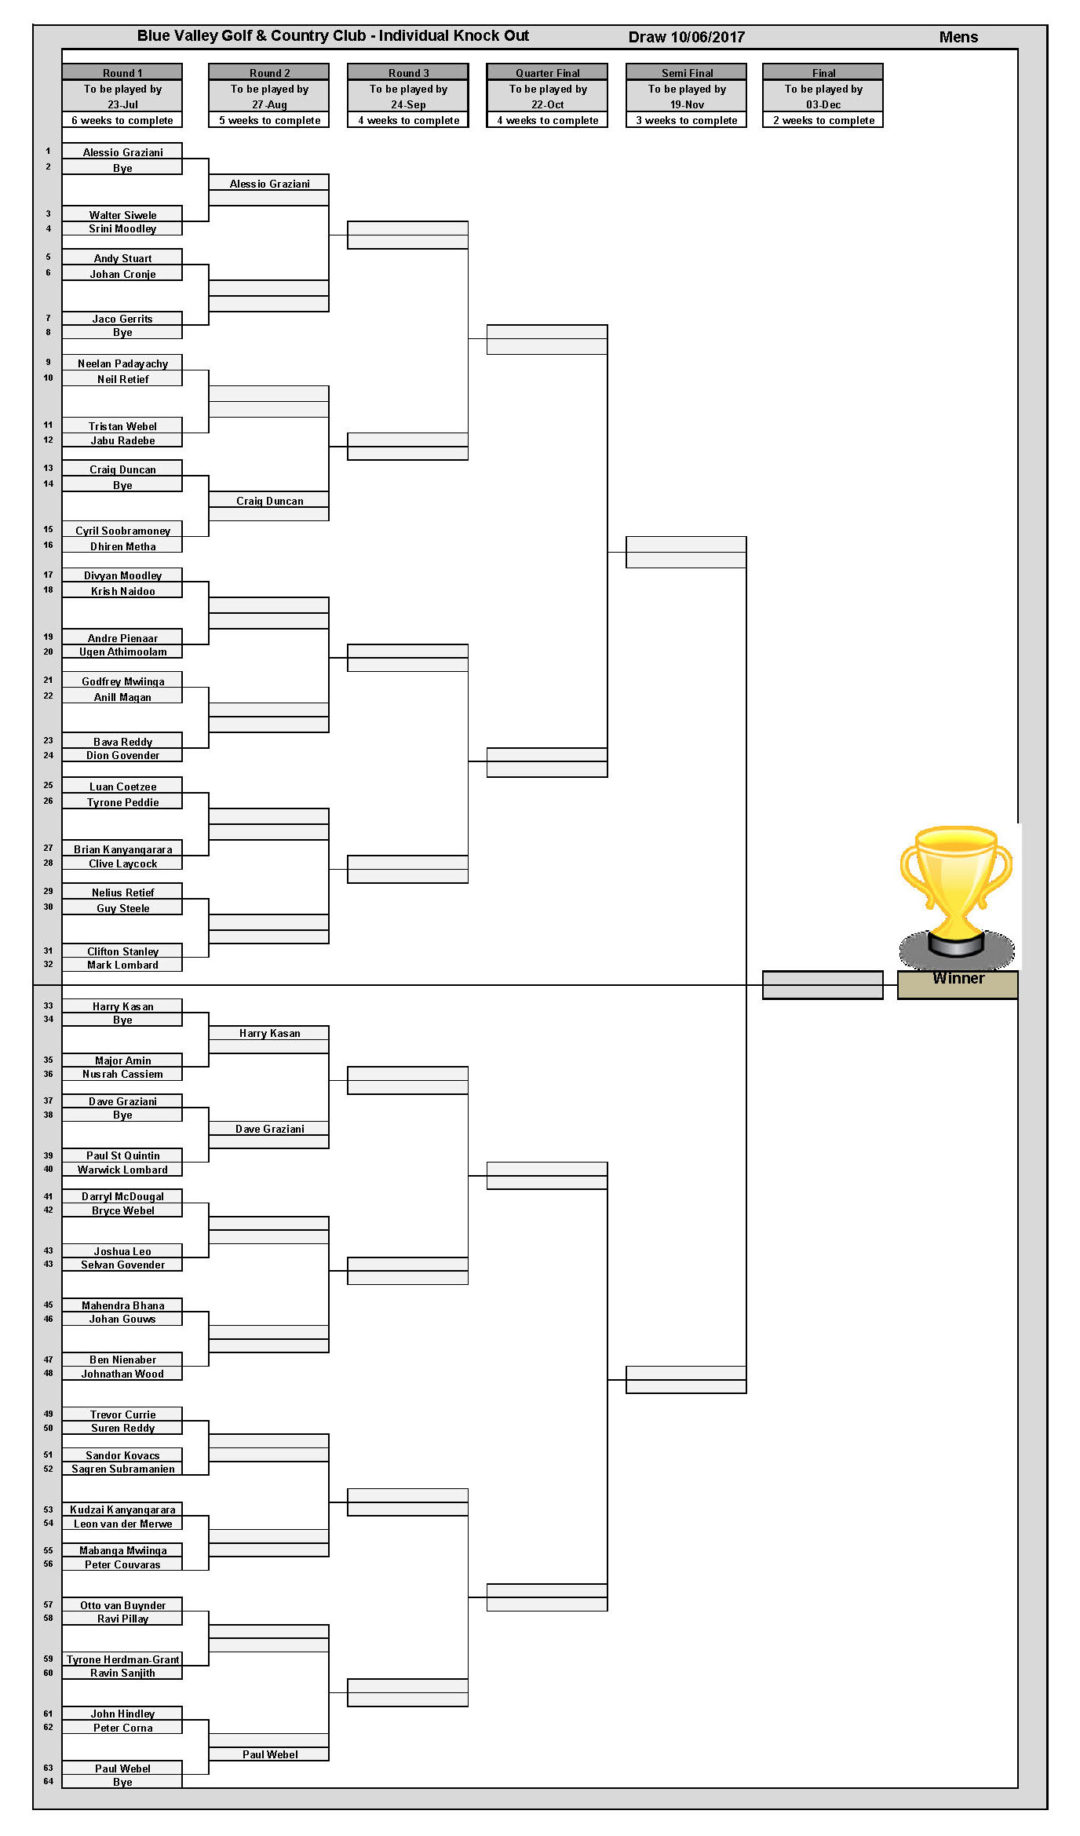 Blue Valley Golf & Country Club - Individual Knock Out Draw 10/06/2017 Mens
Round 1 Round 2 Round 3 Quarter Final Semi Final Final
To be played by To be played by To be played by To be played by To be played by To be played by
23-Jul 27-Aug 24-Sep 22-Oct 19-Nov 03-Dec
6 weeks to complete 5 weeks to complete 4 weeks to complete 4 weeks to complete 3 weeks to complete 2 weeks to complete
1 Alessio Graziani
2 Bye
Alessio Graziani
3 Walter Siwele
4 Srini Moodley
5 Andy Stuart
6 Johan Cronje
7 Jaco Gerrits
8 Bye
9 Neelan Padayachy
10 Neil Retief
11 Tristan Webel
12 Jabu Radebe
13 Craig Duncan
14 Bye
Craig Duncan
15 Cyril Soobramoney
16 Dhiren Metha
17 Divyan Moodley
18 Krish Naidoo
19 Andre Pienaar
20 Ugen Athimoolam
21 Godfrey Mwiinga
22 Anill Magan
23 Bava Reddy
24 Dion Govender
25 Luan Coetzee
26 Tyrone Peddie
27 Brian Kanyangarara
28 Clive Laycock
29 Nelius Retief
30 Guy Steele
31 Clifton Stanley
32 Mark Lombard
Winner
33 Harry Kasan
34 Bye
Harry Kasan
35 Major Amin
36 Nusrah Cassiem
37 Dave Graziani
38 Bye
Dave Graziani
39 Paul St Quintin
40 Warwick Lombard
41 Darryl McDougal
42 Bryce Webel
43 Joshua Leo
43 Selvan Govender
45 Mahendra Bhana
46 Johan Gouws
47 Ben Nienaber
48 Johnathan Wood
49 Trevor Currie
50 Suren Reddy
51 Sandor Kovacs
52 Sagren Subramanien
53 Kudzai Kanyangarara
54 Leon van der Merwe
55 Mabanga Mwiinga
56 Peter Couvaras
57 Otto van Buynder
58 Ravi Pillay
59 Tyrone Herdman-Grant
60 Ravin Sanjith
61 John Hindley
62 Peter Corna
Paul Webel
63 Paul Webel
64 Bye